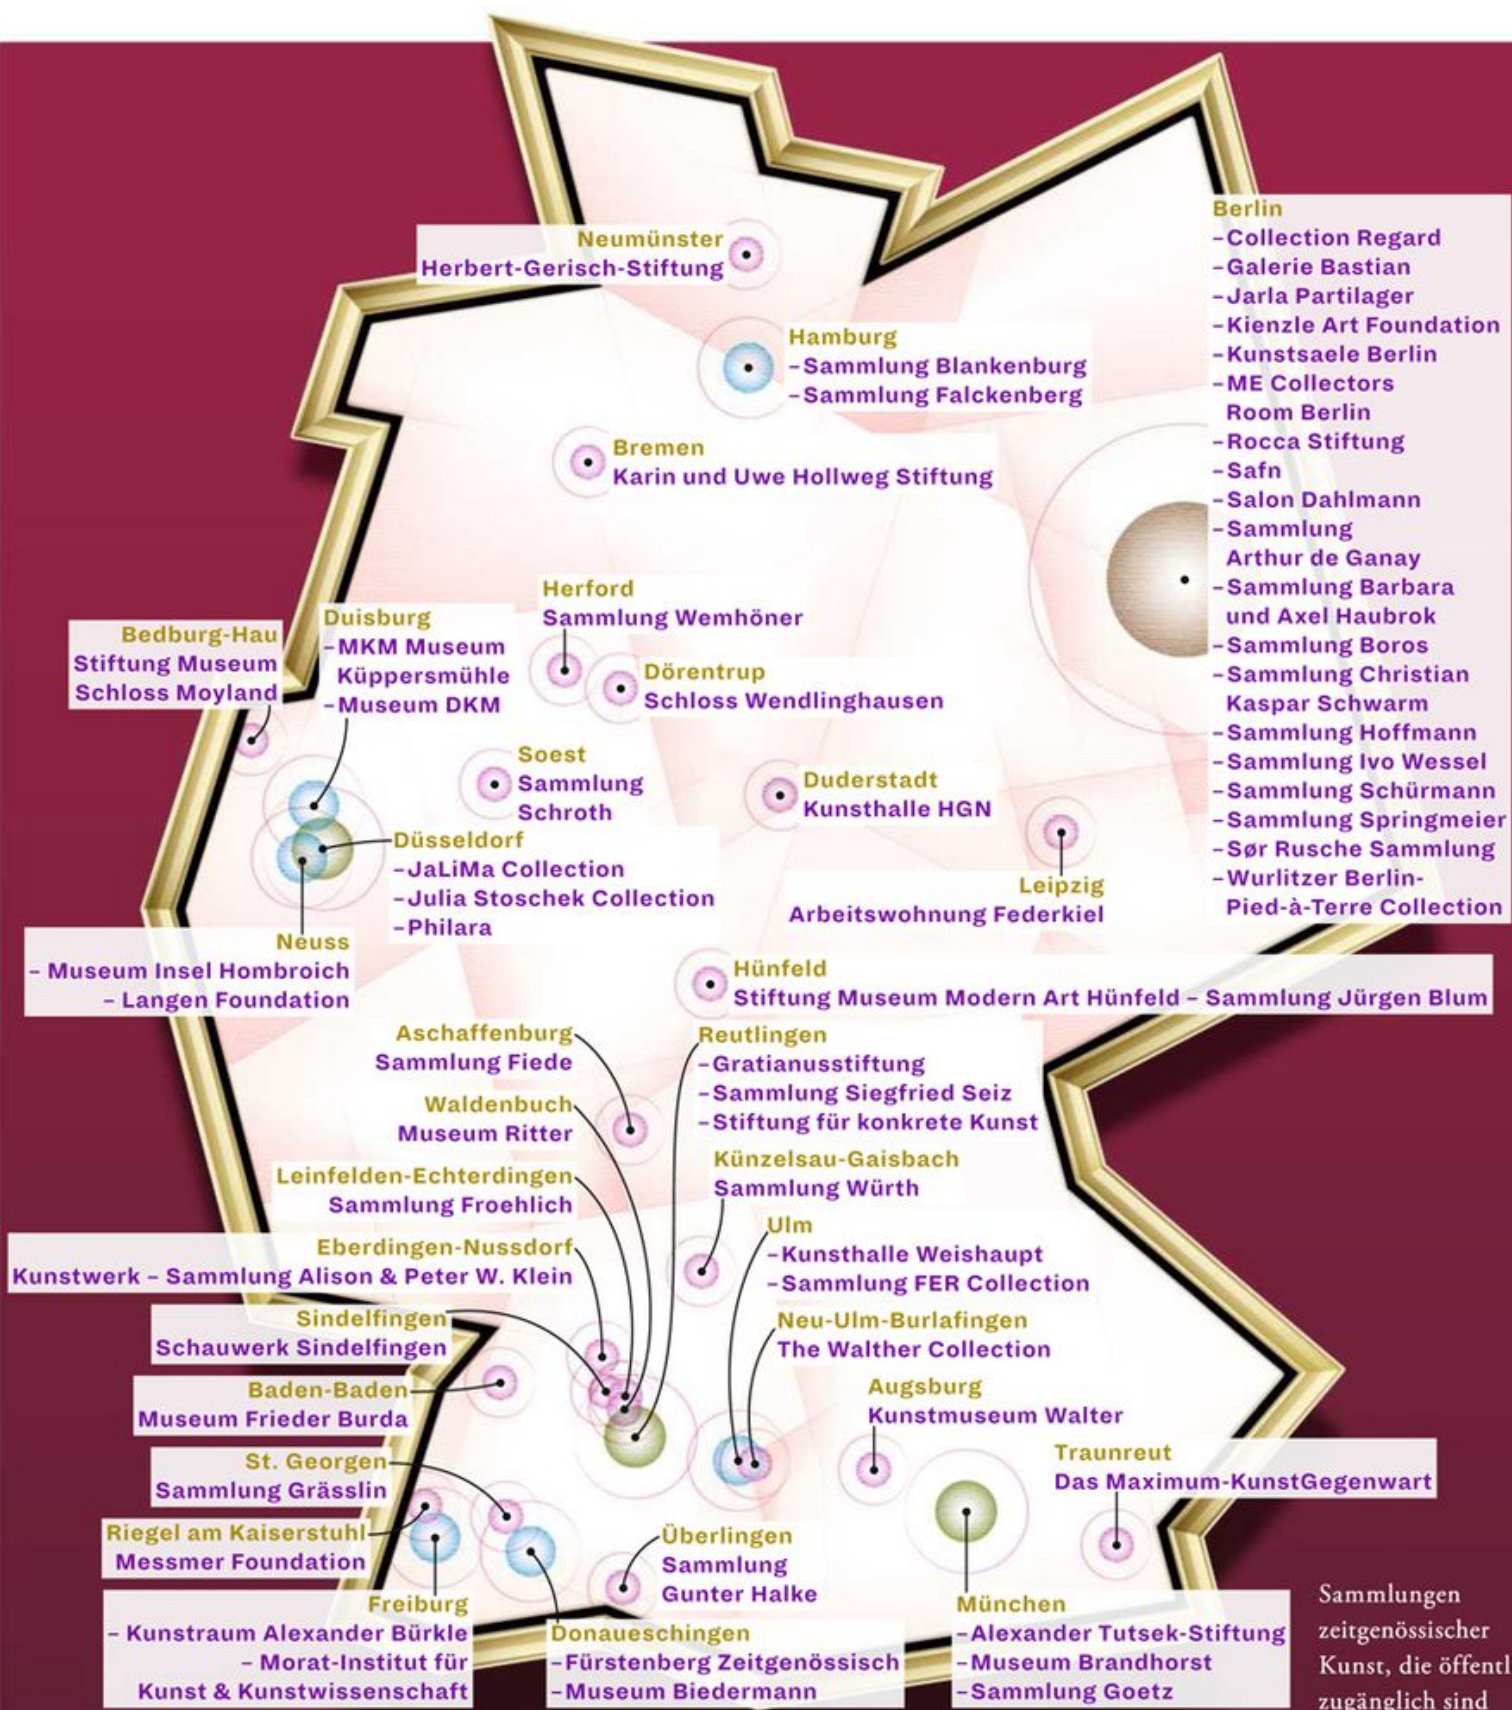 Neumünster
Herbert-Gerisch-Stiftung
Hamburg
–Sammlung Blankenburg
–Sammlung Falckenberg
Bremen
Karin und Uwe Hollweg Stiftung
Berlin
–Collection Regard
–Galerie Bastian
–Jarla Partilager
–Kienzle Art Foundation
–Kunstsaele Berlin
–ME Collectors
Room Berlin
–Rocca Stiftung
–Safn
–Salon Dahlmann
–Sammlung
Arthur de Ganay
–Sammlung Barbara
und Axel Haubrok
–Sammlung Boros
–Sammlung Christian
Kaspar Schwarm
–Sammlung Hoffmann
–Sammlung Ivo Wessel
–Sammlung Schürmann
–Sammlung Springmeier
–Sør Rusche Sammlung
–Wurlitzer Berlin-
Pied-à-Terre Collection
Herford
Sammlung Wemhöner
Bedburg-Hau
Stiftung Museum
Schloss Moyland
Duisburg
–MKM Museum
Küppersmühle
–Museum DKM
Dörentrup
Schloss Wendlinghausen
Soest
Sammlung
Schroth
Duderstadt
Kunsthalle HGN
Düsseldorf
–JaLiMa Collection
–Julia Stoschek Collection
–Philara
Leipzig
Arbeitswohnung Federkiel
Neuss
– Museum Insel Hombroich
– Langen Foundation
Hünfeld
Stiftung Museum Modern Art Hünfeld – Sammlung Jürgen Blum
Aschaffenburg
Sammlung Fiede
Reutlingen
–Gratianusstiftung
–Sammlung Siegfried Seiz
–Stiftung für konkrete Kunst
Waldenbuch
Museum Ritter
Künzelsau-Gaisbach
Sammlung Würth
Leinfelden-Echterdingen
Sammlung Froehlich
Ulm
–Kunsthalle Weishaupt
–Sammlung FER Collection
Eberdingen-Nussdorf
Kunstwerk – Sammlung Alison & Peter W. Klein
Sindelfingen
Schauwerk Sindelfingen
Neu-Ulm-Burlafingen
The Walther Collection
Baden-Baden
Museum Frieder Burda
Augsburg
Kunstmuseum Walter
St. Georgen
Sammlung Grässlin
Traunreut
Das Maximum-KunstGegenwart
Riegel am Kaiserstuhl
Messmer Foundation
Überlingen
Sammlung
Gunter Halke
Freiburg
– Kunstraum Alexander Bürkle
– Morat-Institut für
Kunst & Kunstwissenschaft
Donaueschingen
–Fürstenberg Zeitgenössisch
–Museum Biedermann
München
–Alexander Tutsek-Stiftung
–Museum Brandhorst
–Sammlung Goetz
Sammlungen
zeitgenössischer
Kunst, die öffentl
zugänglich sind